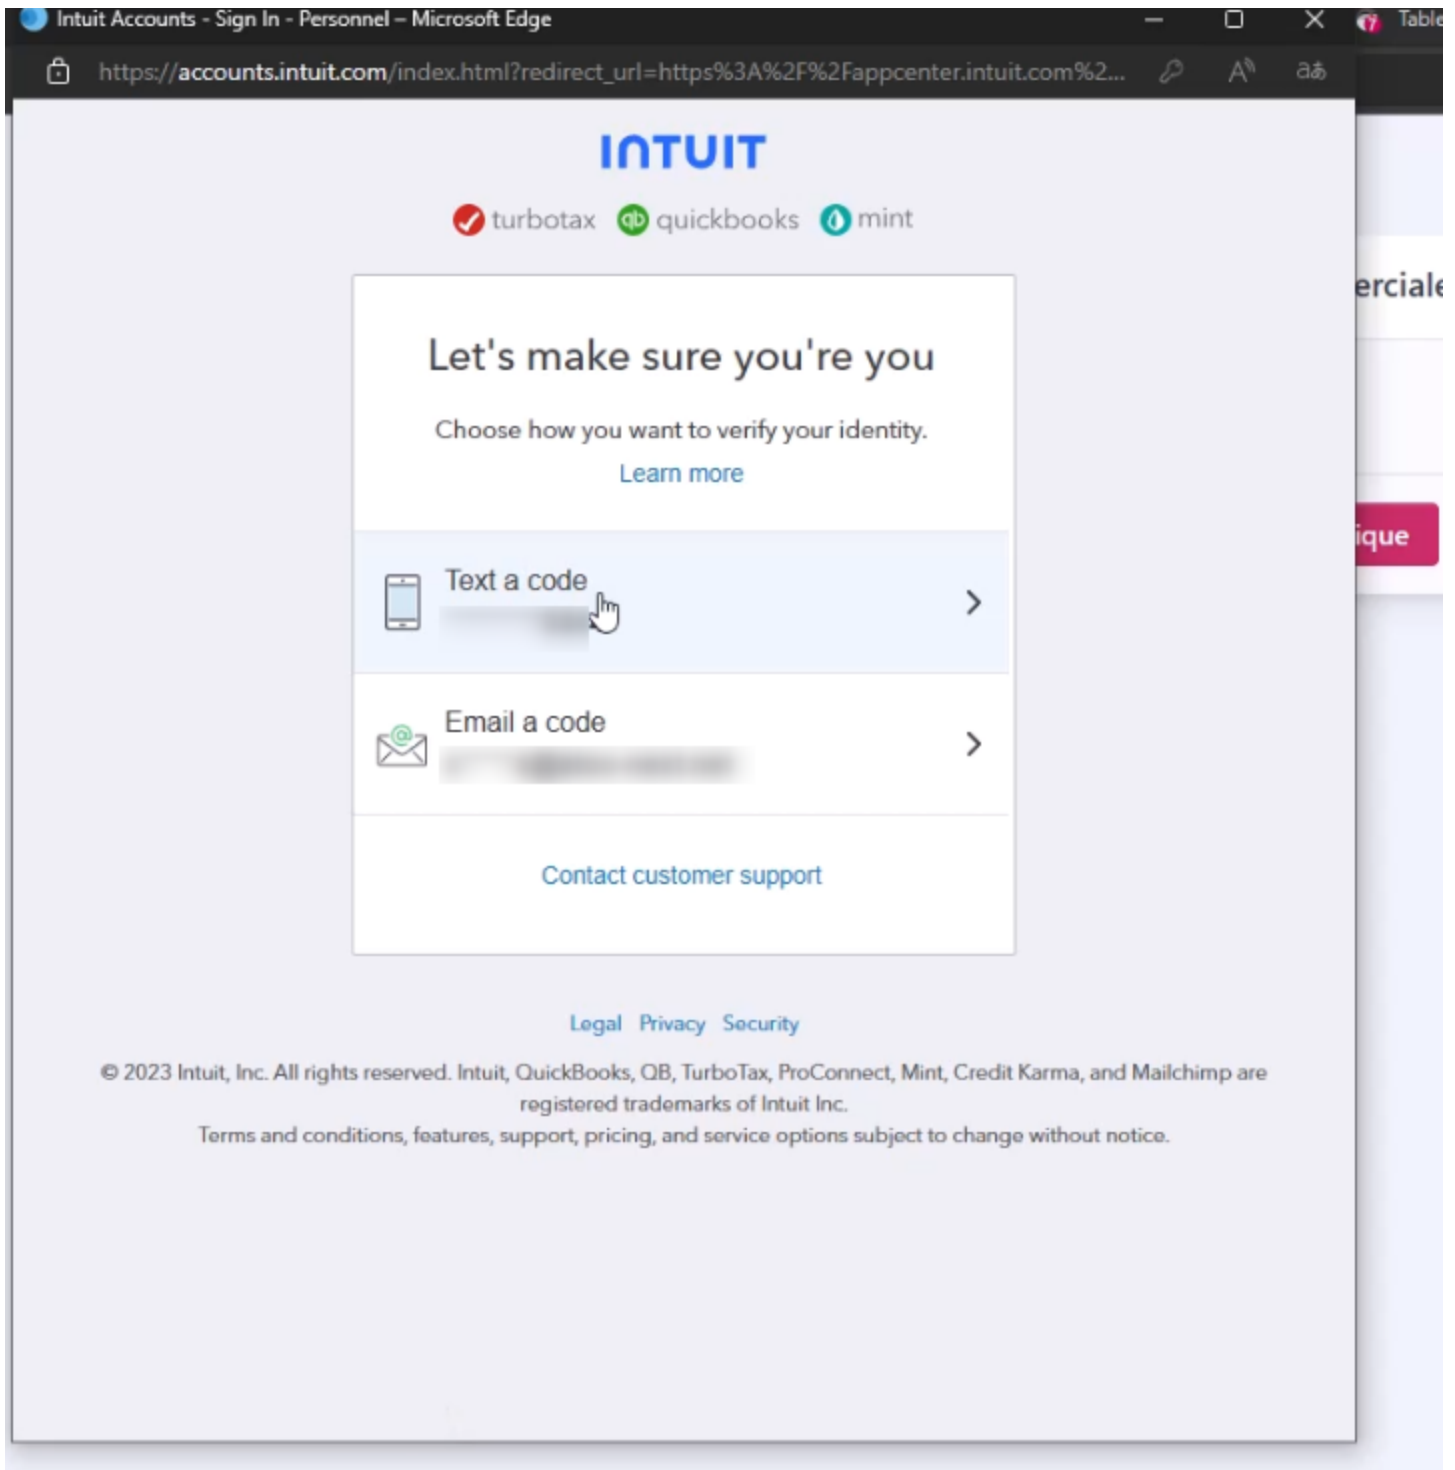 Intuit Accounts - Sign In - Personnel – Microsoft Edge
Table
https://accounts.intuit.com/index.html?redirect_url=https%3A%2F%2Fappcenter.intuit.com%2...
INTUIT
turbotax quickbooks mint
erciale
Let's make sure you're you
Choose how you want to verify your identity.
Learn more
ique
Text a code
Email a code
Contact customer support
Legal Privacy Security
© 2023 Intuit, Inc. All rights reserved. Intuit, QuickBooks, QB, TurboTax, ProConnect, Mint, Credit Karma, and Mailchimp are
registered trademarks of Intuit Inc.
Terms and conditions, features, support, pricing, and service options subject to change without notice.